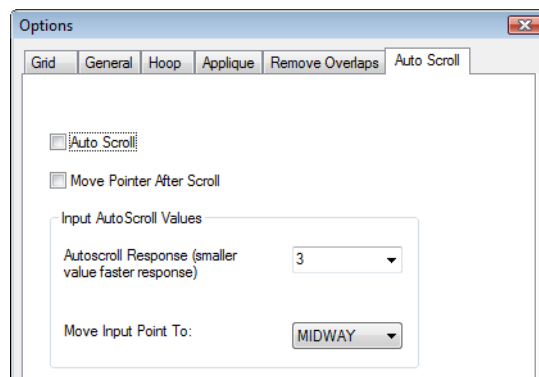 Options
Grid General Hoop Applique Remove Overlaps Auto Scroll
Auto Scroll
Move Pointer After Scroll
Input AutoScroll Values
Autoscroll Response (smaller
value faster response)
3
Move Input Point To:
MIDWAY